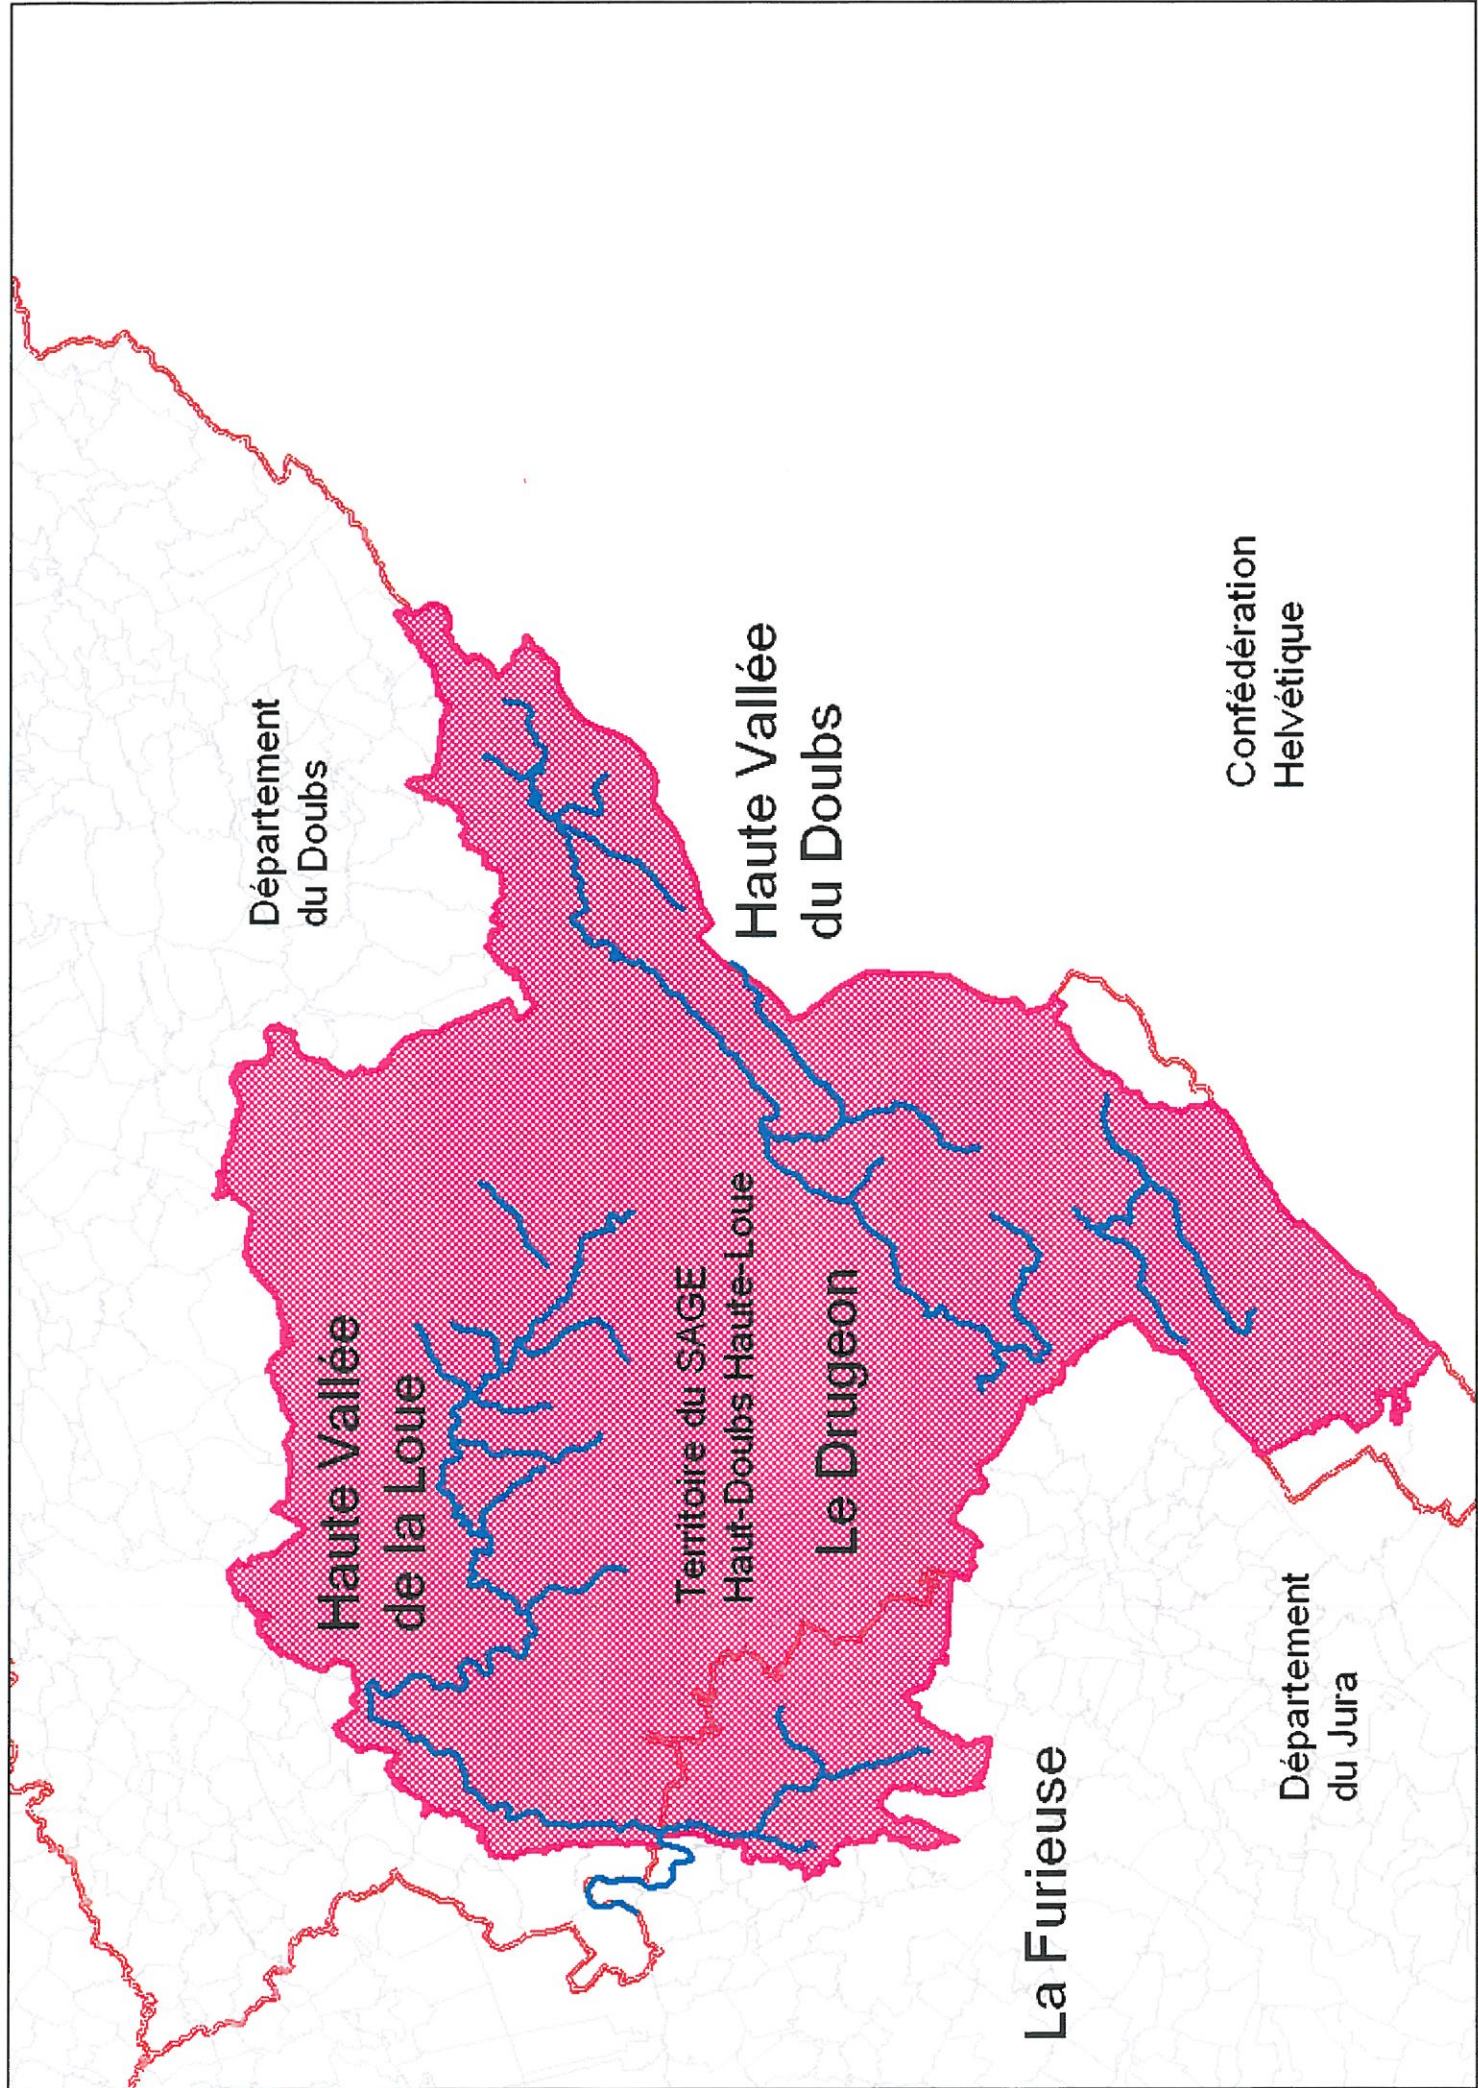 Département
du Doubs
Haute Vallée
de la Loue
Haute Vallée
du Doubs
Territoire du SAGE
Haut-Doubs Haute-Loue
Le Drugeon
La Furieuse
Confédération
Helvétique
Département
du Jura